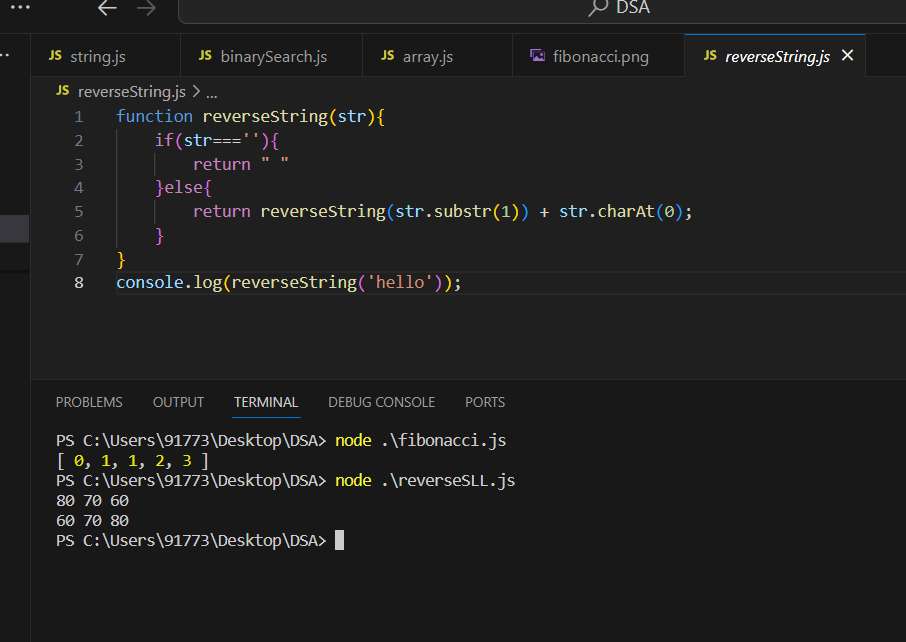 DSA
JS string.js JS binarySearch.js JS array.js fibonacci.png JS reverseString.js
JS reverseString.js > ...
1 function reverseString(str){
2 if(str===''){
3 return " "
4 }else{
5 return reverseString(str.substr(1)) + str.charAt(0);
6 }
7 }
8 console.log(reverseString('hello'));
PROBLEMS OUTPUT TERMINAL DEBUG CONSOLE PORTS
PS C:\Users\91773\Desktop\DSA> node .\fibonacci.js
[ 0, 1, 1, 2, 3 ]
PS C:\Users\91773\Desktop\DSA> node .\reverseSLL.js
80 70 60
60 70 80
PS C:\Users\91773\Desktop\DSA>